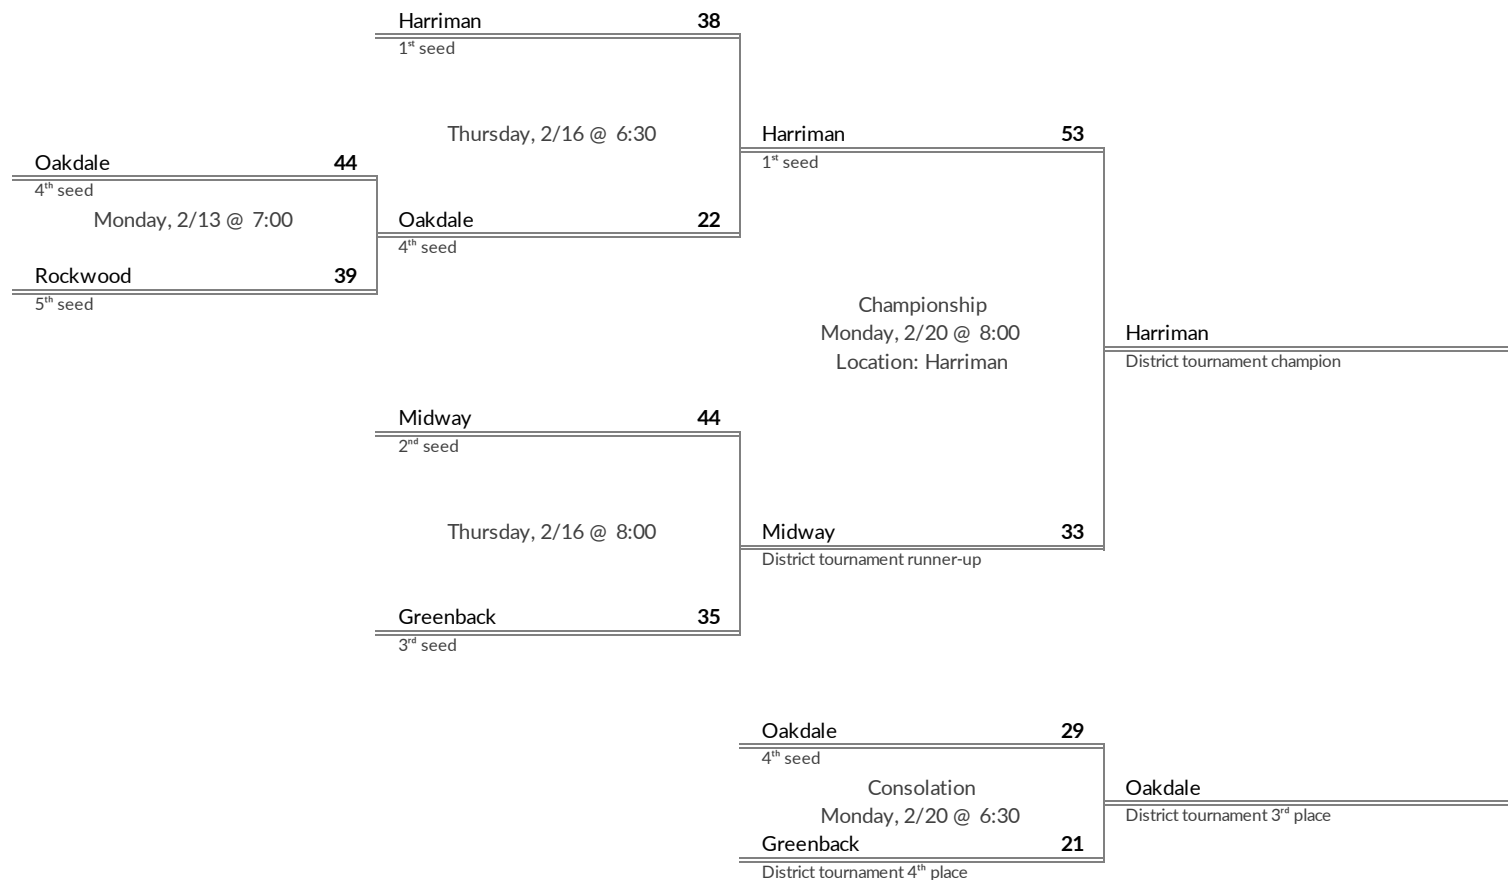 Harriman 38
1st seed
Thursday, 2/16 @ 6:30
Harriman 53
1st seed
Oakdale 44
4th seed
Monday, 2/13 @ 7:00
Oakdale 22
4th seed
Rockwood 39
5th seed
Championship
Monday, 2/20 @ 8:00
Location: Harriman
Harriman
District tournament champion
Midway 44
2nd seed
Thursday, 2/16 @ 8:00
Midway 33
District tournament runner-up
Greenback 35
3rd seed
Oakdale 29
4th seed
Consolation
Monday, 2/20 @ 6:30
Oakdale
District tournament 3rd place
Greenback 21
District tournament 4th place